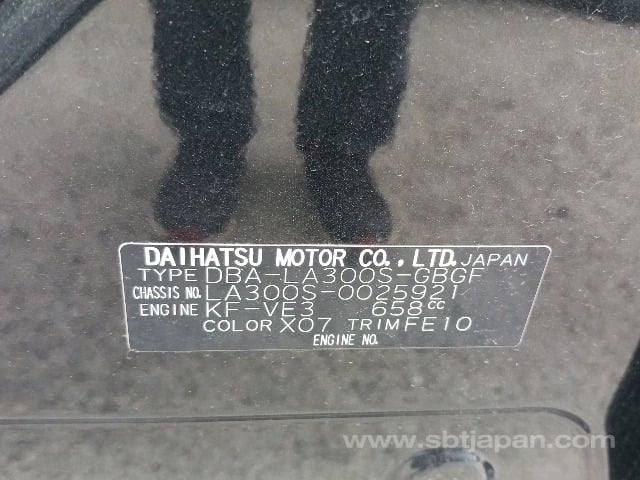 DAIHATSU MOTOR CO., LTD. JAPAN
TYPE DBA-LA300S-GBGF
CHASSIS NO. LA300S-0025921
ENGINE KF-VE3 658cc
COLOR X07 TRIM FE10
ENGINE NO.
www.sbtjapan.com